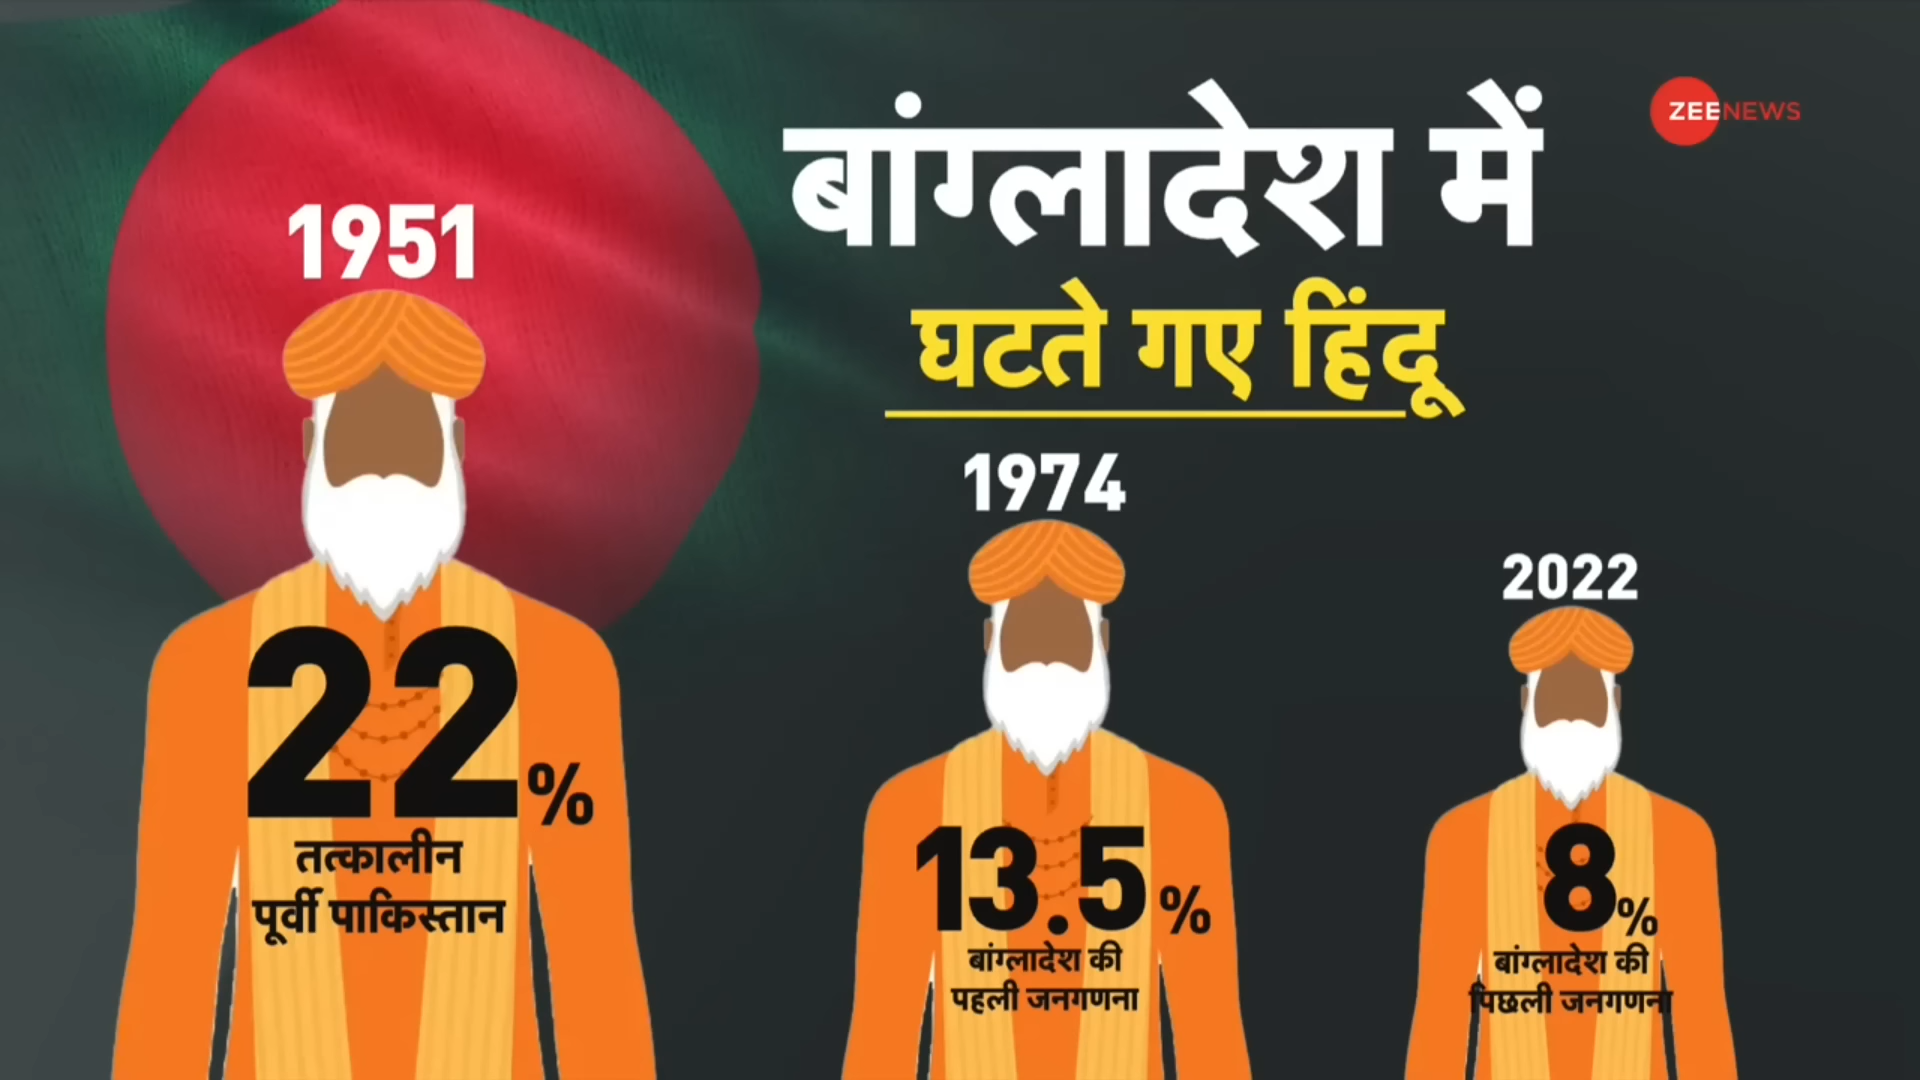 बांग्लादेश में
ZEENEWS
घटते गए हिंदू
1951
22%
तत्कालीन
पूर्वी पाकिस्तान
1974
13.5%
बांग्लादेश की
पहली जनगणना
2022
8%
बांग्लादेश की
पिछली जनगणना